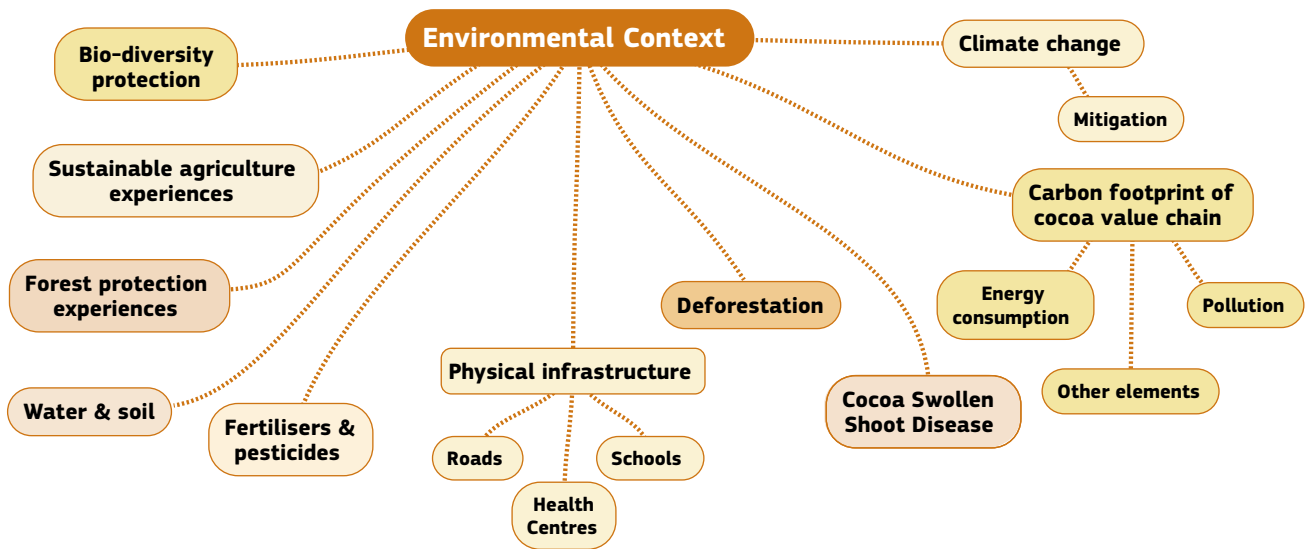 Environmental Context
Bio-diversity
protection
Climate change
Mitigation
Sustainable agriculture
experiences
Carbon footprint of
cocoa value chain
Forest protection
experiences
Deforestation
Energy
consumption
Pollution
Physical infrastructure
Other elements
Water & soil
Fertilisers &
pesticides
Cocoa Swollen
Shoot Disease
Roads
Schools
Health
Centres